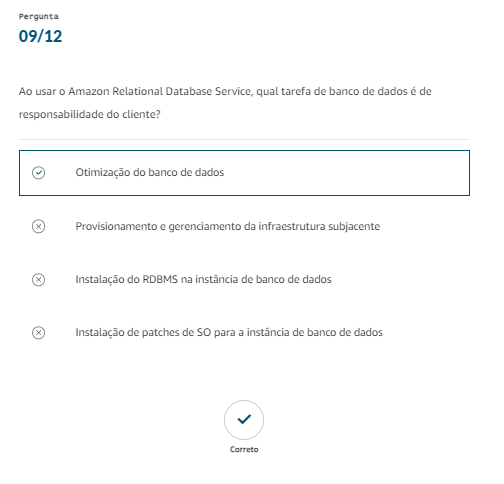 Pergunta
09/12
Ao usar o Amazon Relational Database Service, qual tarefa de banco de dados é de
responsabilidade do cliente?
Otimização do banco de dados
Provisionamento e gerenciamento da infraestrutura subjacente
Instalação do RDBMS na instância de banco de dados
Instalação de patches de SO para a instância de banco de dados
Correto